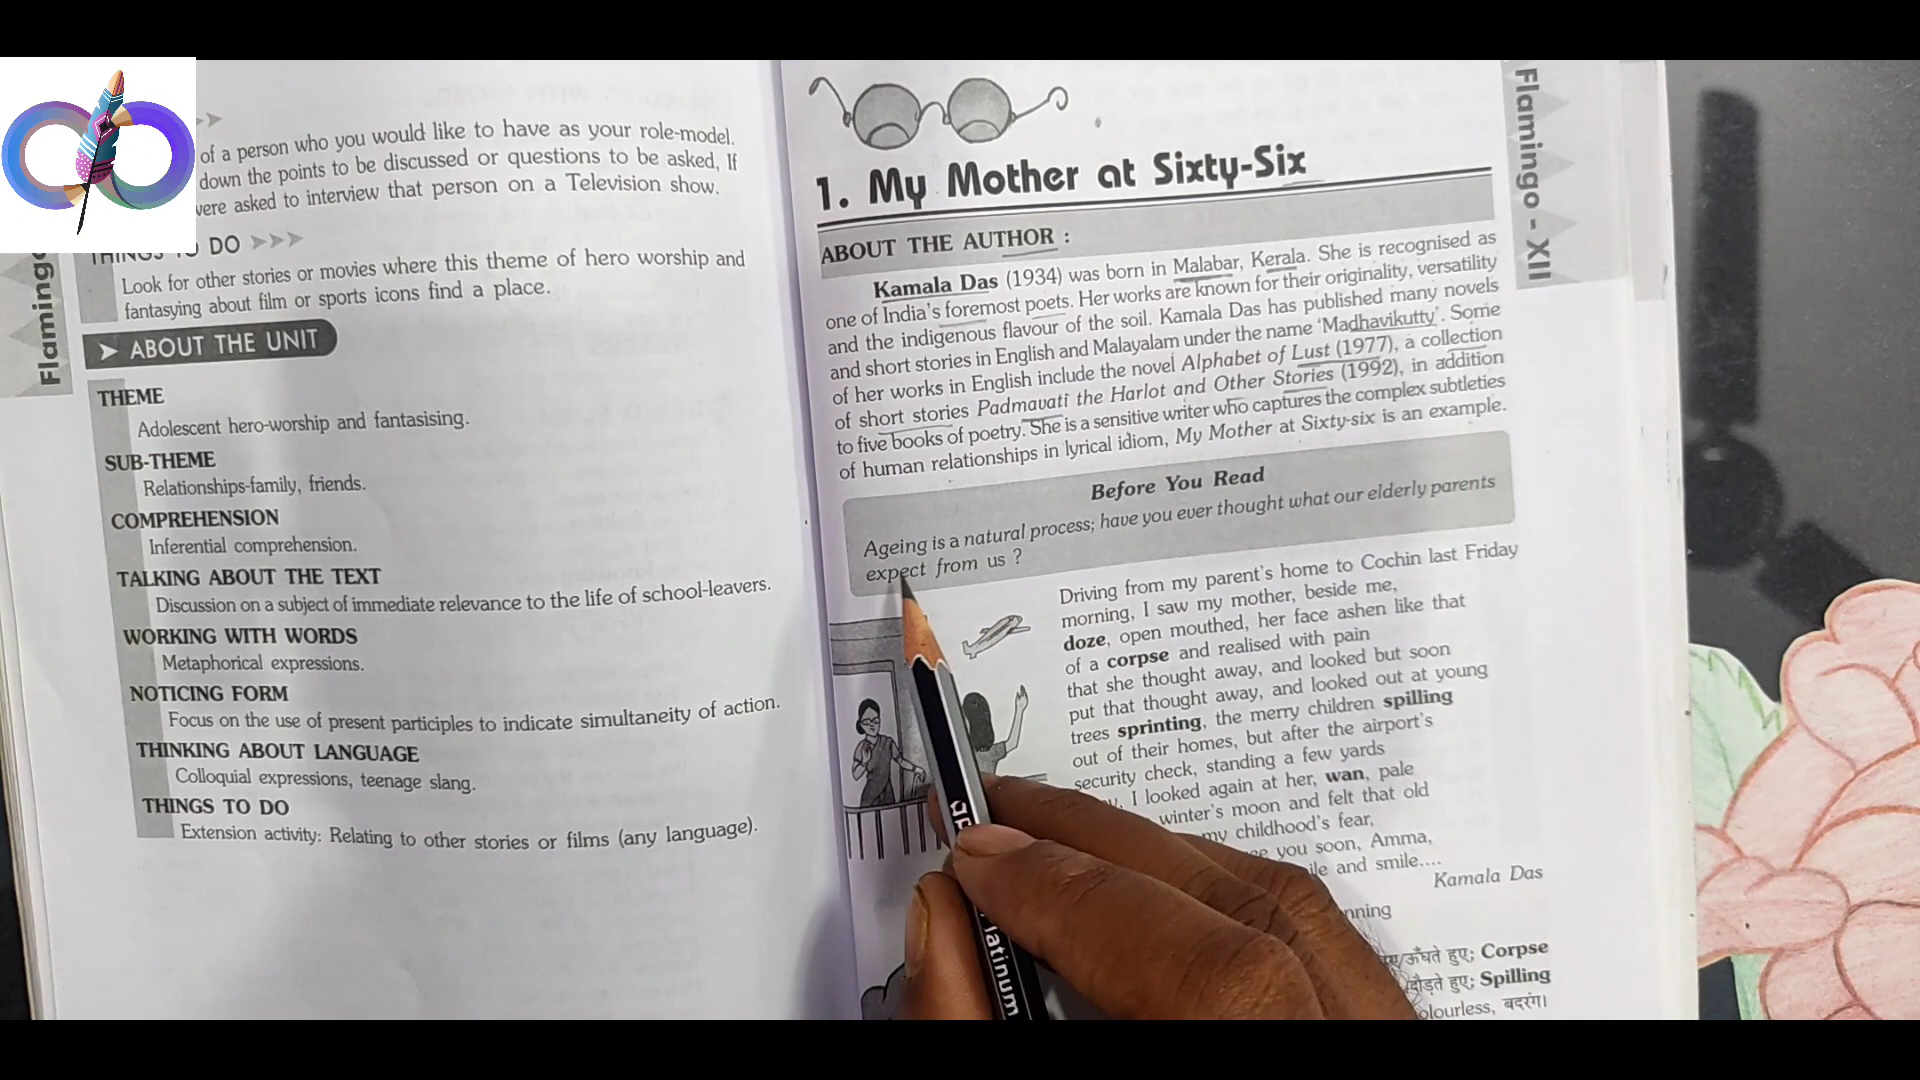 of a person who you would like to have as your role-model.
down the points to be discussed or questions to be asked, If
were asked to interview that person on a Television show.
THINGS TO DO
Look for other stories or movies where this theme of hero worship and
fantasying about film or sports icons find a place.
ABOUT THE UNIT
THEME
Adolescent hero-worship and fantasising.
SUB-THEME
Relationships-family, friends.
COMPREHENSION
Inferential comprehension.
TALKING ABOUT THE TEXT
Discussion on a subject of immediate relevance to the life of school-leavers.
WORKING WITH WORDS
Metaphorical expressions.
NOTICING FORM
Focus on the use of present participles to indicate simultaneity of action.
THINKING ABOUT LANGUAGE
Colloquial expressions, teenage slang.
THINGS TO DO
Extension activity: Relating to other stories or films (any language).
Flamingo
1. My Mother at Sixty-Six
ABOUT THE AUTHOR :
Kamala Das (1934) was born in Malabar, Kerala. She is recognised as
one of India's foremost poets. Her works are known for their originality, versatility
and the indigenous flavour of the soil. Kamala Das has published many novels
and short stories in English and Malayalam under the name 'Madhavikutty'. Some
of her works in English include the novel Alphabet of Lust (1977), a collection
of short stories Padmavati the Harlot and Other Stories (1992), in addition
to five books of poetry. She is a sensitive writer who captures the complex subtleties
of human relationships in lyrical idiom, My Mother at Sixty-six is an example.
Before You Read
Ageing is a natural process; have you ever thought what our elderly parents
expect from us ?
Driving from my parent's home to Cochin last Friday
morning, I saw my mother, beside me,
doze, open mouthed, her face ashen like that
of a corpse and realised with pain
that she thought away, and looked but soon
put that thought away, and looked out at young
trees sprinting, the merry children spilling
out of their homes, but after the airport's
security check, standing a few yards
I looked again at her, wan, pale
winter's moon and felt that old
my childhood's fear,
you soon, Amma,
and smile....
Kamala Das
ऊँघते हुए; Corpse
दौड़ते हुए; Spilling
colourless, बदरंग।
Flamingo - XII
latinum